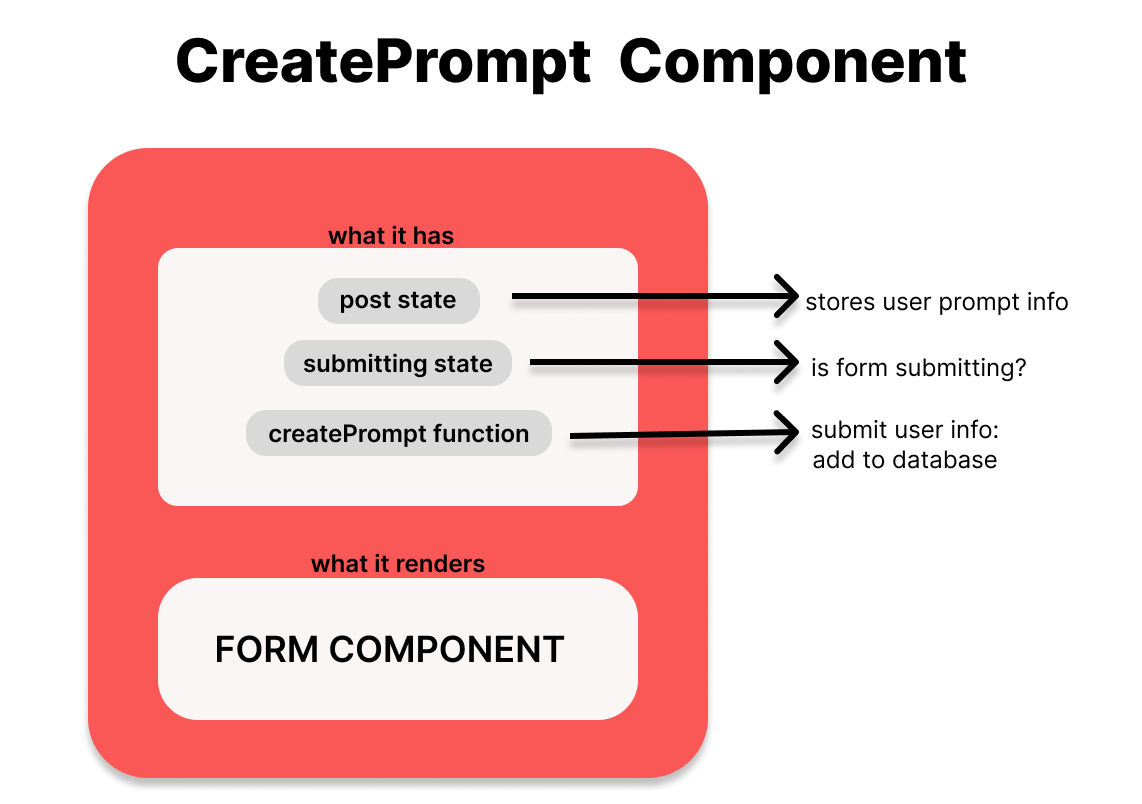 CreatePrompt Component
what it has
post state
stores user prompt info
submitting state
is form submitting?
createPrompt function
submit user info:
add to database
what it renders
FORM COMPONENT